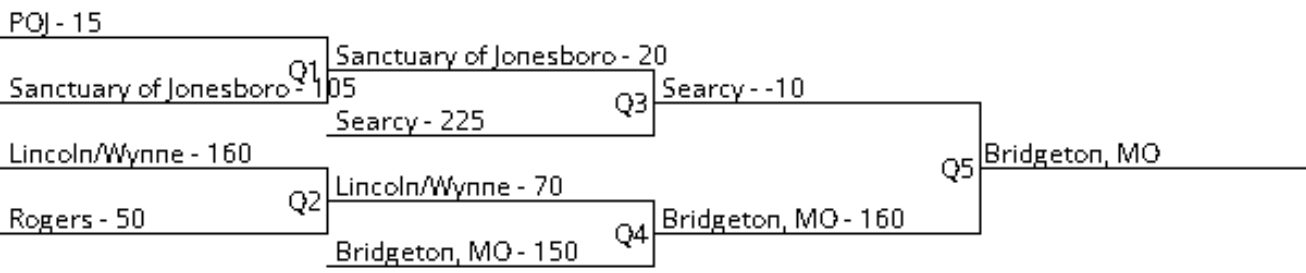 POJ - 15
Sanctuary of Jonesboro - 20
Q1
Sanctuary of Jonesboro - 105
Searcy - -10
Q3
Searcy - 225
Lincoln/Wynne - 160
Bridgeton, MO
Q5
Lincoln/Wynne - 70
Q2
Rogers - 50
Bridgeton, MO - 160
Q4
Bridgeton, MO - 150